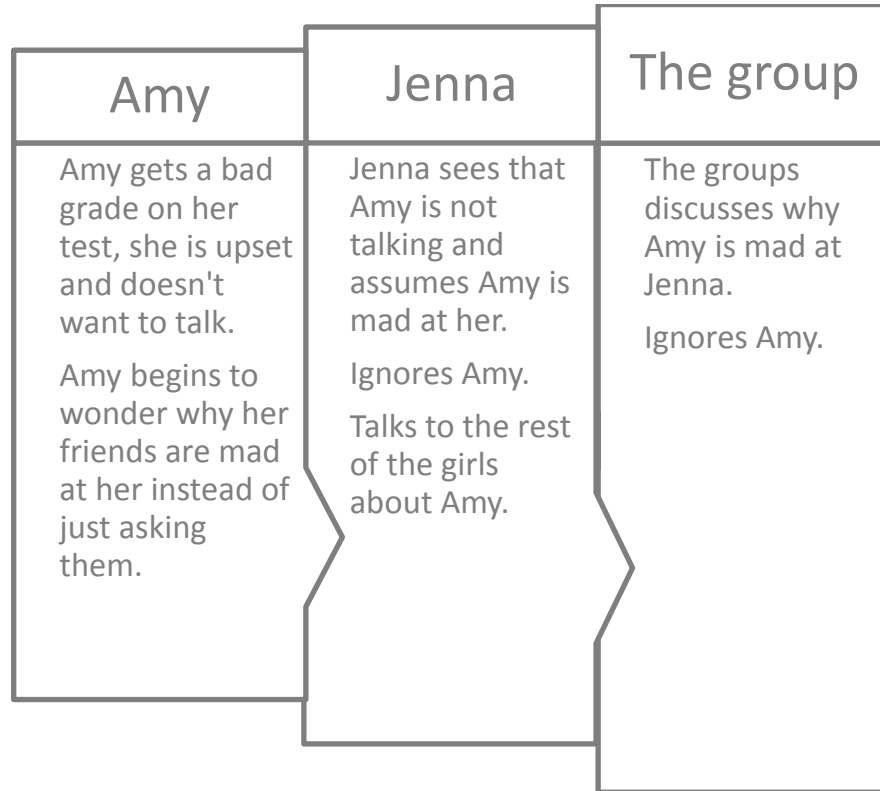 Amy
Amy gets a bad
grade on her
test, she is upset
and doesn't
want to talk.
Amy begins to
wonder why her
friends are mad
at her instead of
just asking
them.
Jenna
Jenna sees that
Amy is not
talking and
assumes Amy is
mad at her.
Ignores Amy.
Talks to the rest
of the girls
about Amy.
The group
The groups
discusses why
Amy is mad at
Jenna.
Ignores Amy.